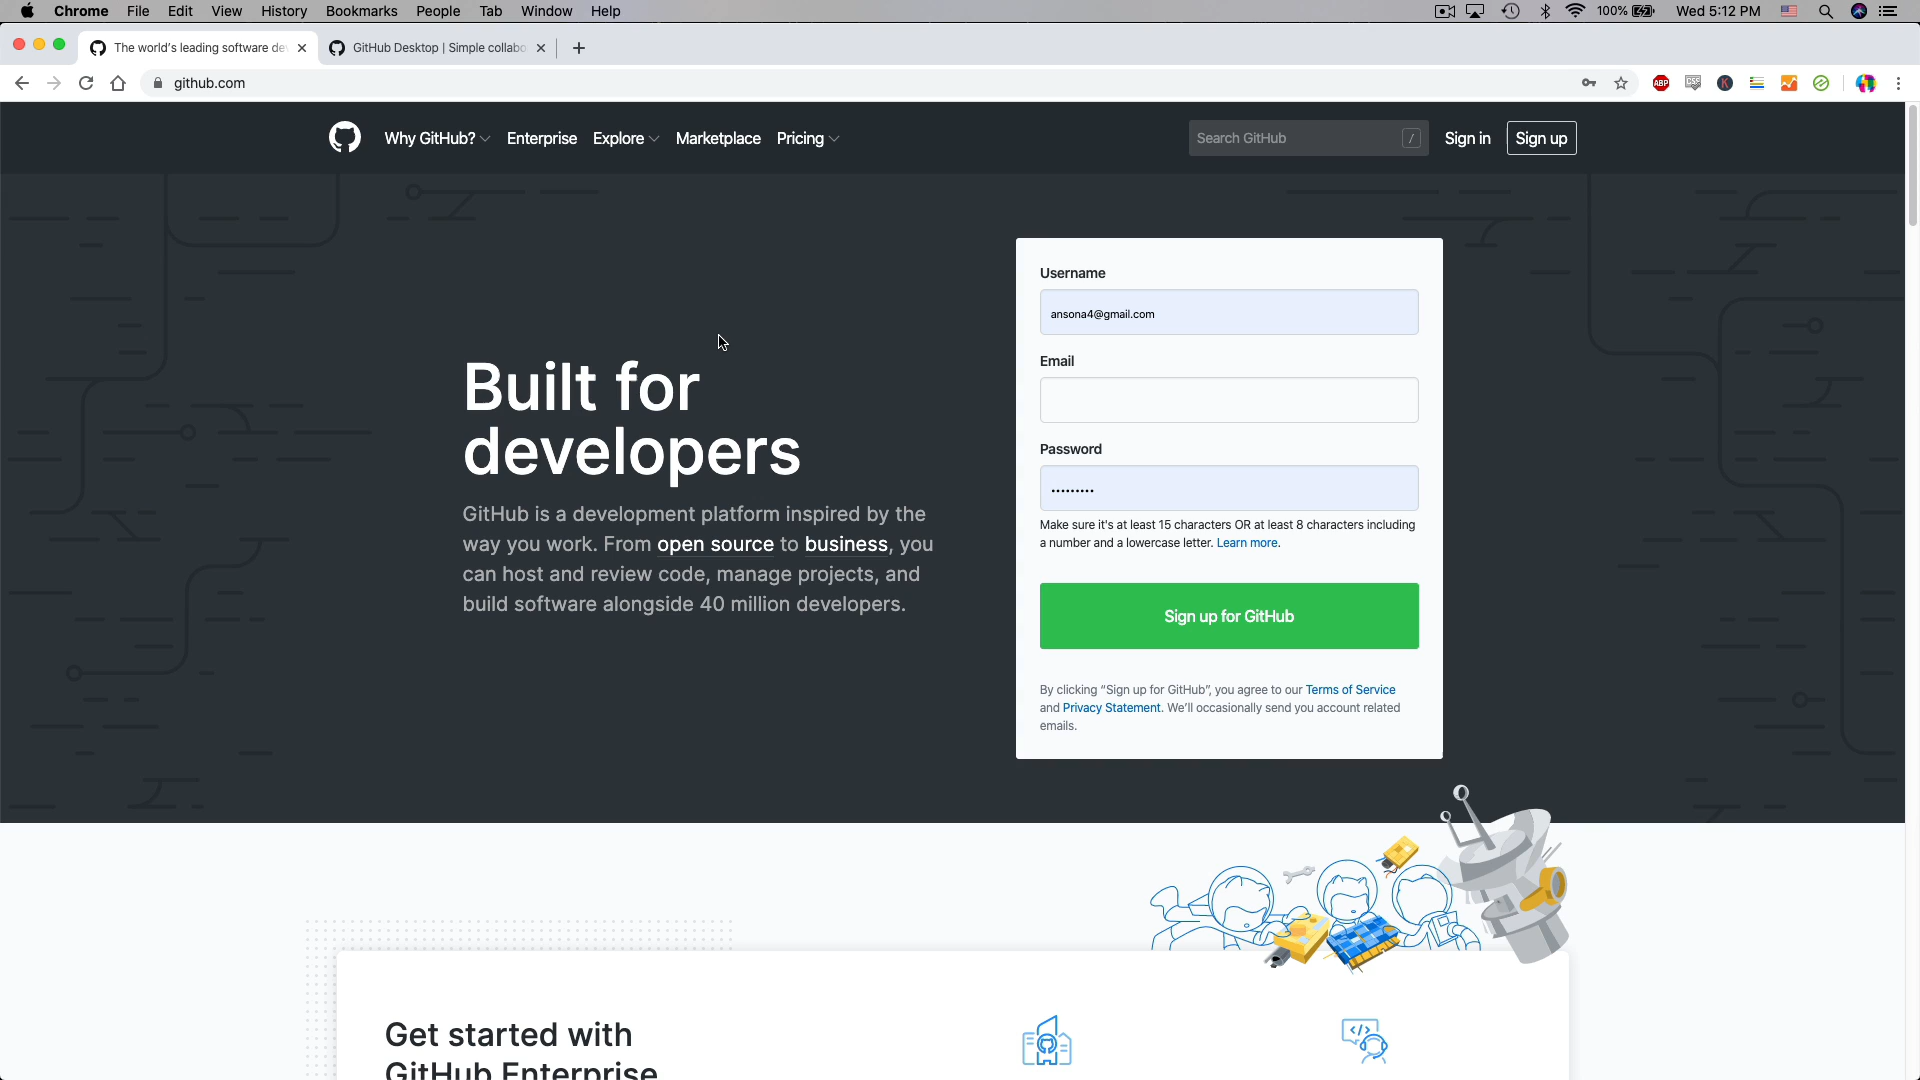 Chrome File Edit View History Bookmarks People Tab Window Help 100% Wed 5:12 PM
The world's leading software de GitHub Desktop | Simple collabo
github.com ABP CSS K
Why GitHub? Enterprise Explore Marketplace Pricing Search GitHub / Sign in Sign up
Username
ansona4@gmail.com
Email
Built for
developers
Password
•••••••••
GitHub is a development platform inspired by the
way you work. From open source to business, you
can host and review code, manage projects, and
build software alongside 40 million developers.
Make sure it's at least 15 characters OR at least 8 characters including
a number and a lowercase letter. Learn more.
Sign up for GitHub
By clicking “Sign up for GitHub”, you agree to our Terms of Service
and Privacy Statement. We'll occasionally send you account related
emails.
Get started with
GitHub Enterprise